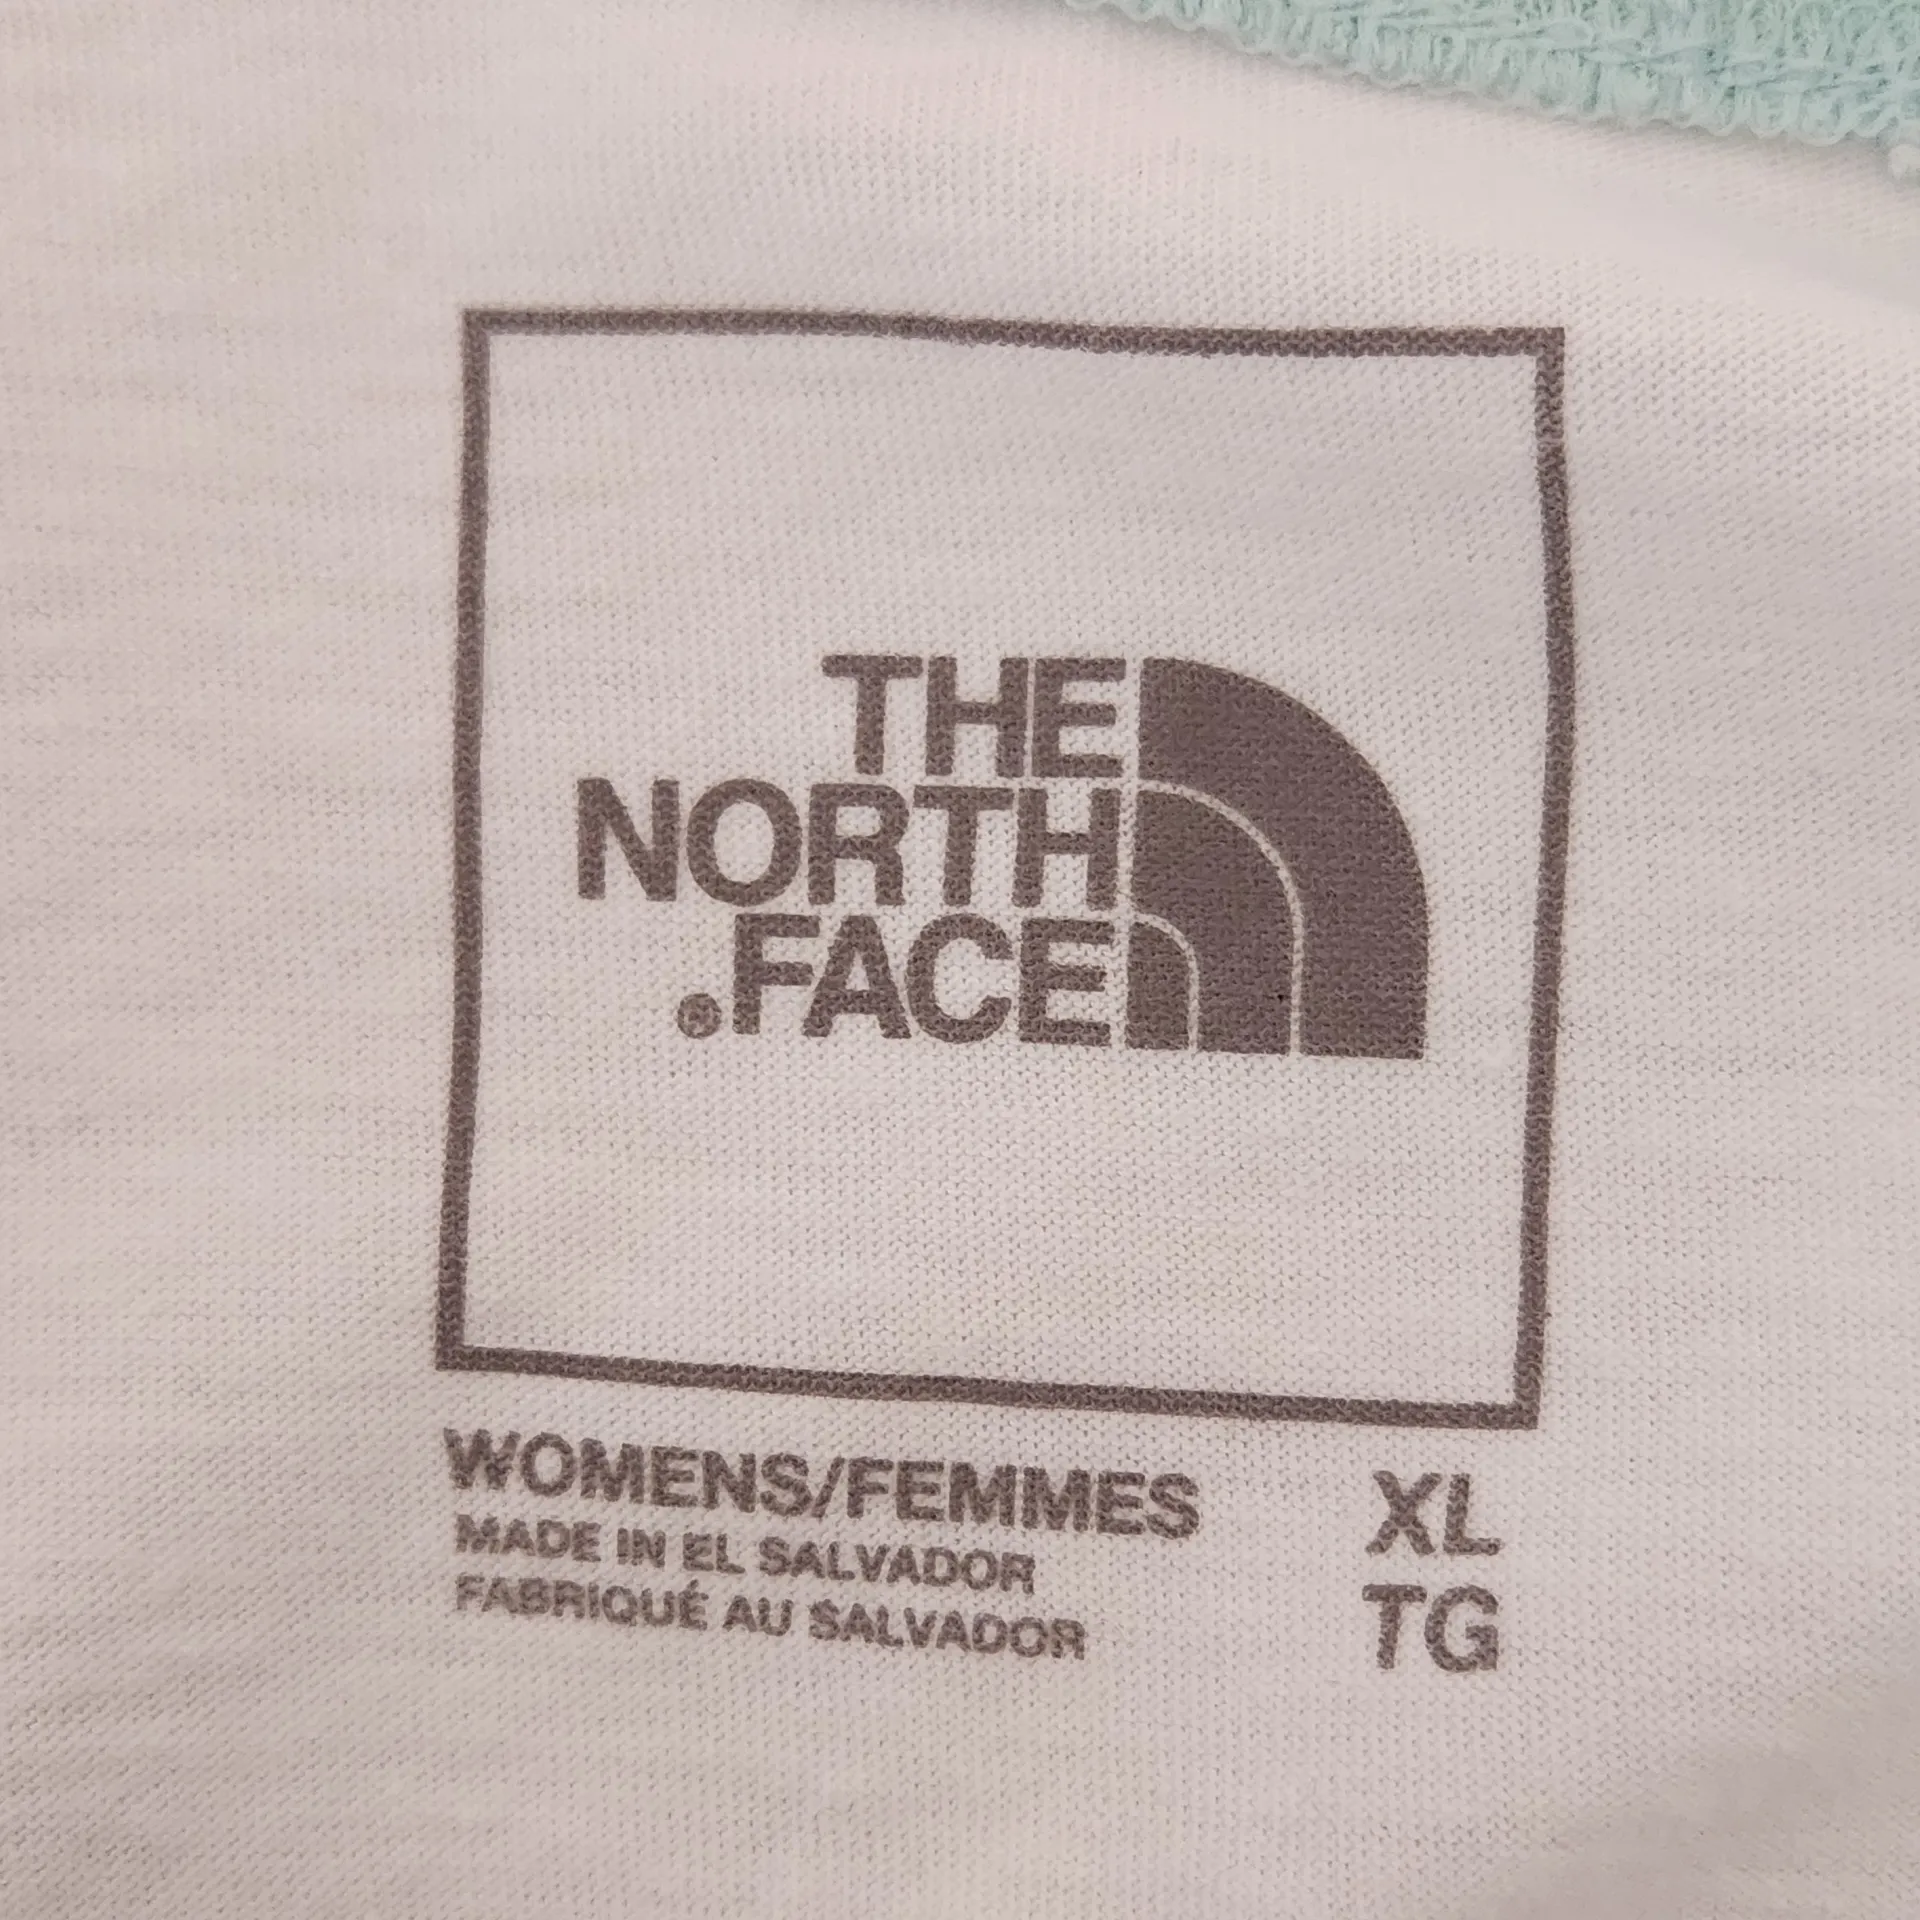 THE
NORTH
FACE®
WOMENS/FEMMES XL
MADE IN EL SALVADOR
FABRIQUÉ AU SALVADOR TG